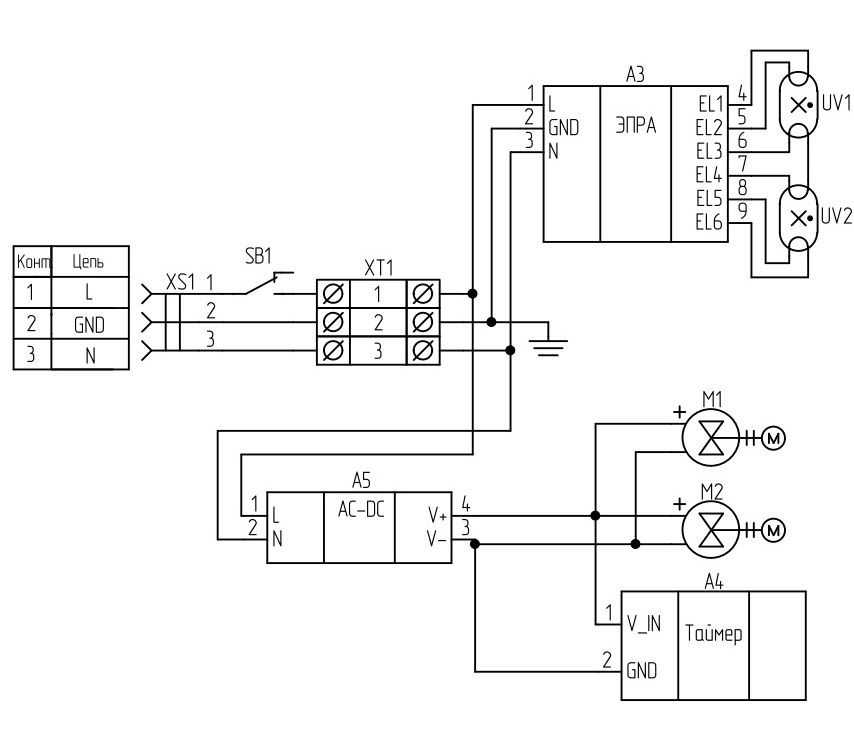 A3
1 L EL1 4 UV1
2 GND ЭПРА EL2 5
3 N EL3 6
EL4 7
EL5 8 UV2
EL6 9
Конт. Цепь
1 L
2 GND
3 N
XS1 1 SB1
2
3
XT1
1
2
3
M1
+
M
M2
+
M
A5
1 L AC-DC V+ 4
2 N V- 3
A4
1 V_IN Таймер
2 GND